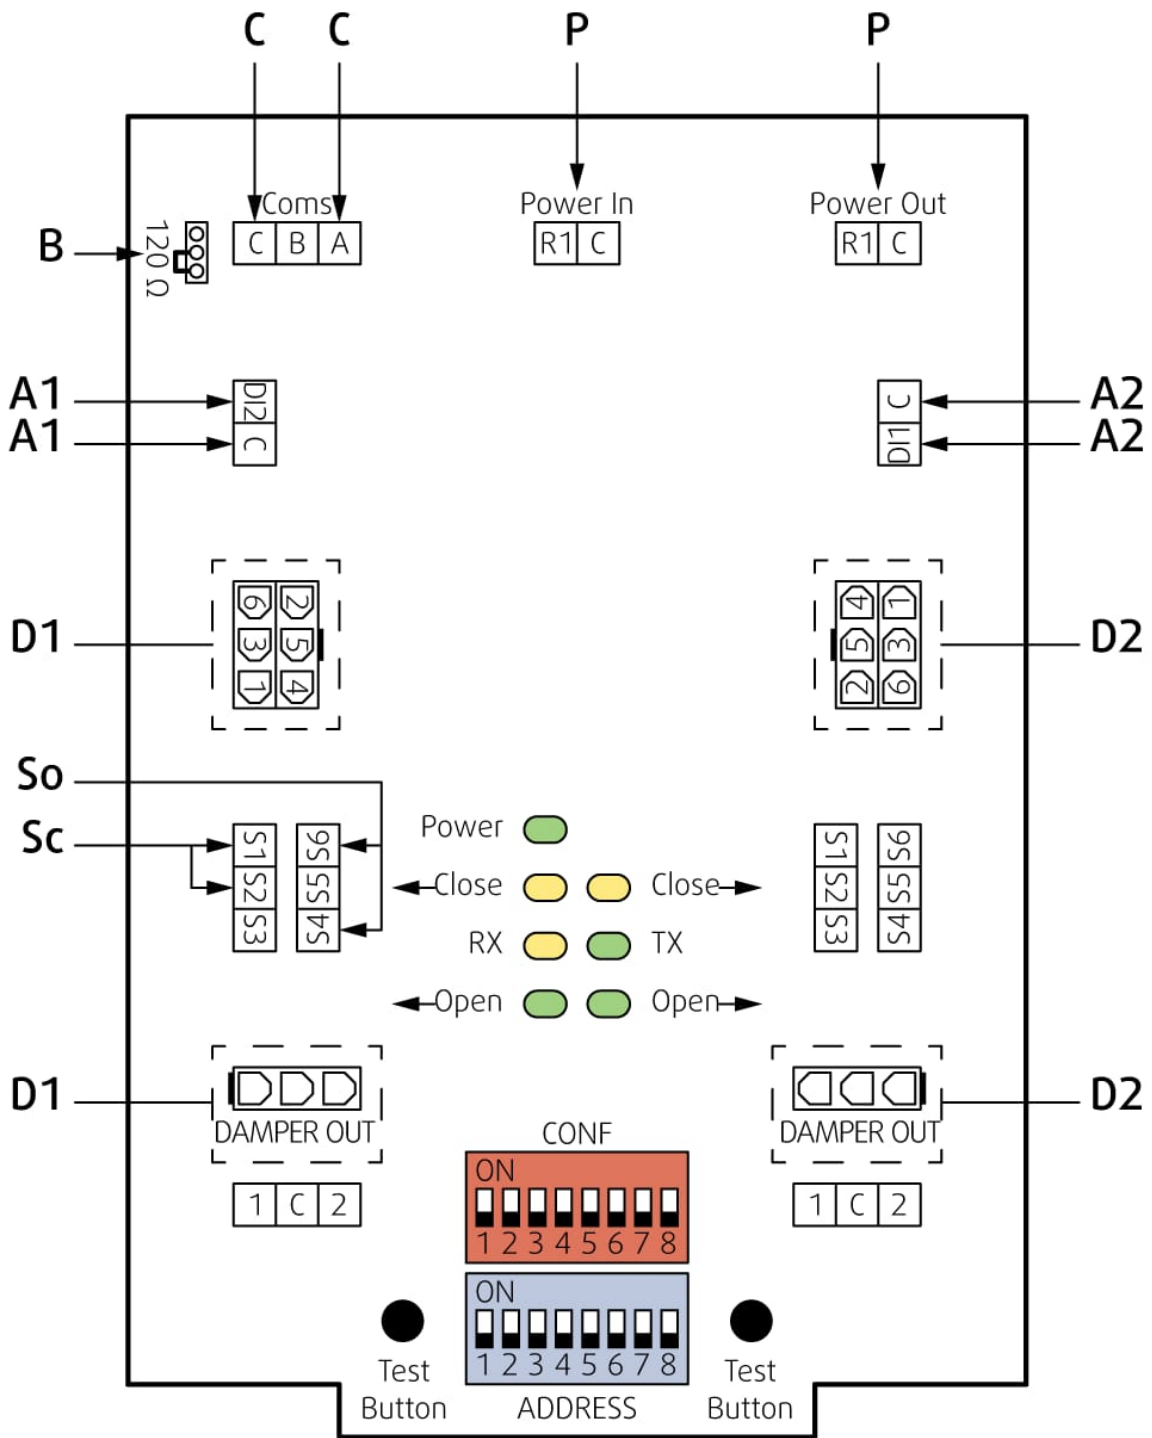 C C P P
Coms Power In Power Out
B 120 Ω C B A R1 C R1 C
A1 DI2 C A2
A1 C DI1 A2
D1 6 2 4 1 D2
3 5 5 3
1 4 2 6
So
Power
Sc S1 S6 S1 S6
S2 S5 Close Close S2 S5
S3 S4 RX TX S3 S4
Open Open
D1 D2
DAMPER OUT DAMPER OUT
CONF
ON
1 C 2 1 C 2
1 2 3 4 5 6 7 8
ON
1 2 3 4 5 6 7 8
Test Test
Button ADDRESS Button